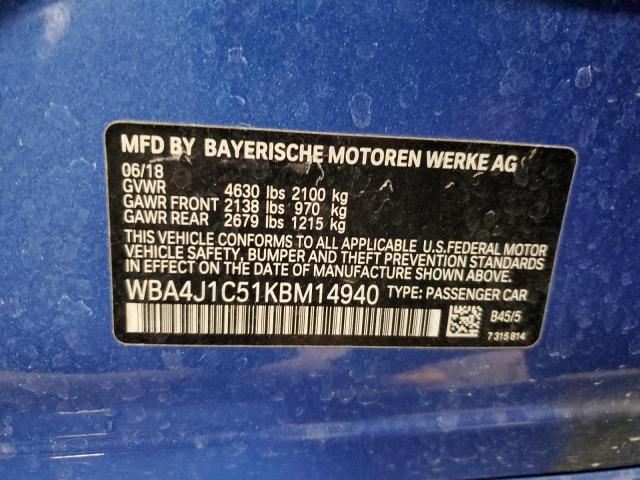 MFD BY BAYERISCHE MOTOREN WERKE AG
06/18
GVWR 4630 lbs 2100 kg
GAWR FRONT 2138 lbs 970 kg
GAWR REAR 2679 lbs 1215 kg
THIS VEHICLE CONFORMS TO ALL APPLICABLE U.S.FEDERAL MOTOR
VEHICLE SAFETY, BUMPER AND THEFT PREVENTION STANDARDS
IN EFFECT ON THE DATE OF MANUFACTURE SHOWN ABOVE.
WBA4J1C51KBM14940 TYPE: PASSENGER CAR
B45/5
7 315 814